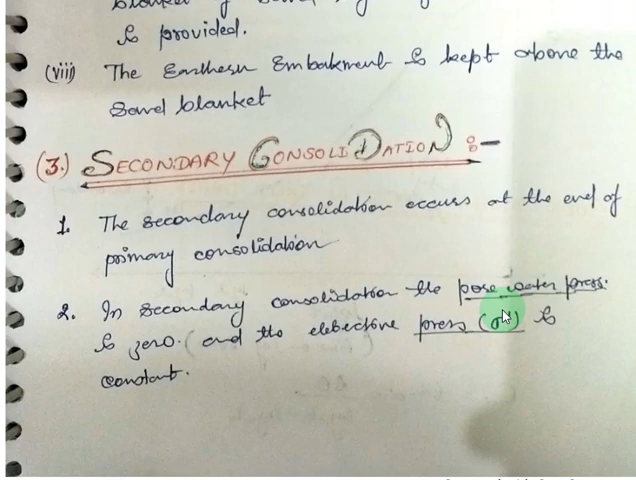 is provided.
(viii) The Earthen Embankment is kept above the
Sand blanket
(3.) SECONDARY CONSOLIDATION :-
1. The secondary consolidation occurs at the end of
primary consolidation
2. In secondary consolidation the pore water press.
is zero. (and the effective press (σ') is
constant.